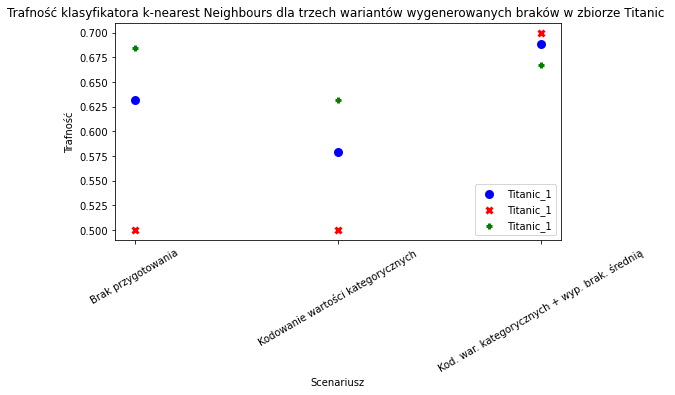 Trafność klasyfikatora k-nearest Neighbours dla trzech wariantów wygenerowanych braków w zbiorze Titanic
0.700
0.675
0.650
0.625
0.600
0.575
0.550
0.525
0.500
Trafność
Titanic_1
Titanic_1
Titanic_1
Brak przygotowania
Kodowanie wartości kategorycznych
Kod. war. kategorycznych + wyp. brak. średnią
Scenariusz